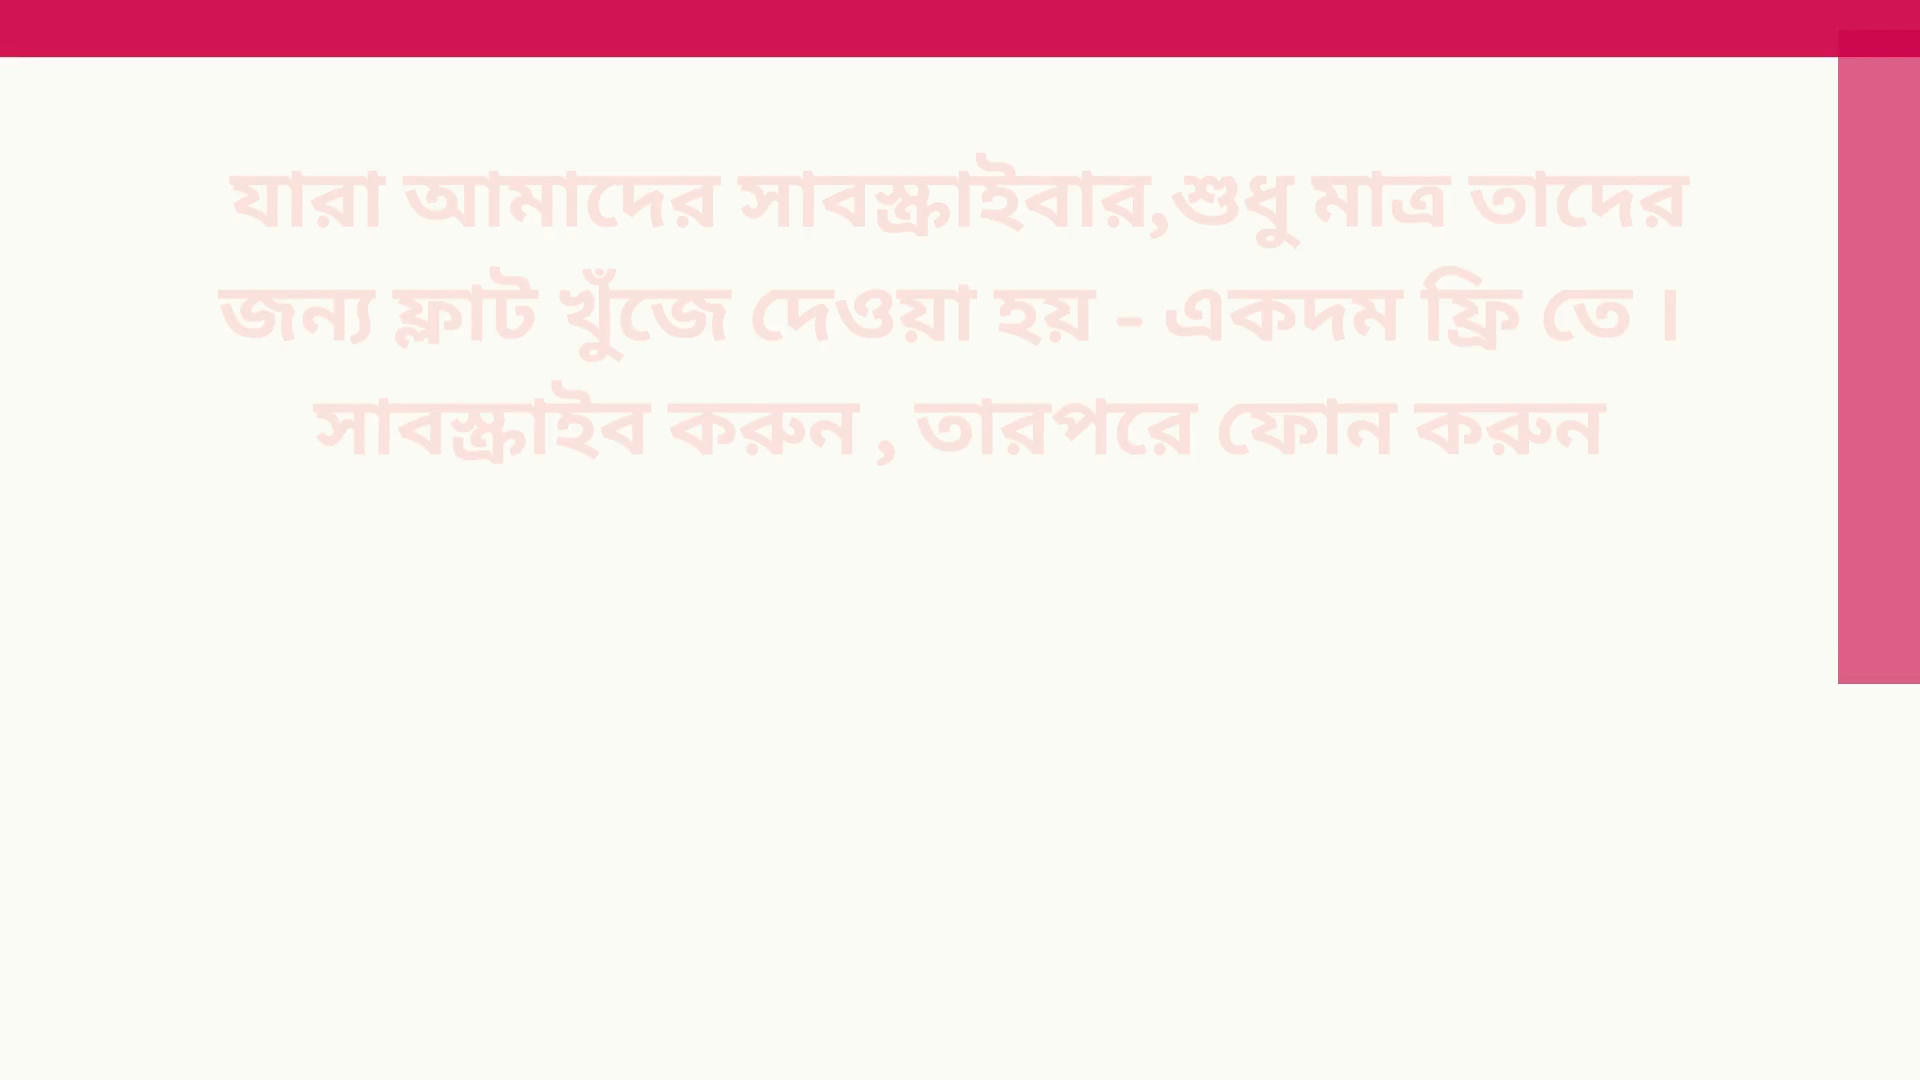 যারা আমাদের সাবস্ক্রাইবার,শুধু মাত্র তাদের
জন্য ফ্লাট খুঁজে দেওয়া হয় - একদম ফ্রি তে ।
সাবস্ক্রাইব করুন , তারপরে ফোন করুন